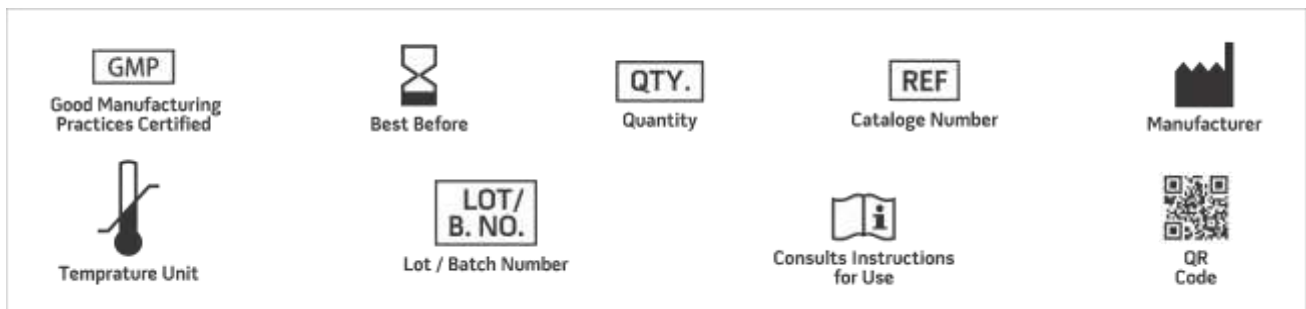 GMP
Good Manufacturing
Practices Certified
Best Before
QTY.
Quantity
REF
Cataloge Number
Manufacturer
Temprature Unit
LOT/
B. NO.
Lot / Batch Number
i
Consults Instructions
for Use
QR
Code